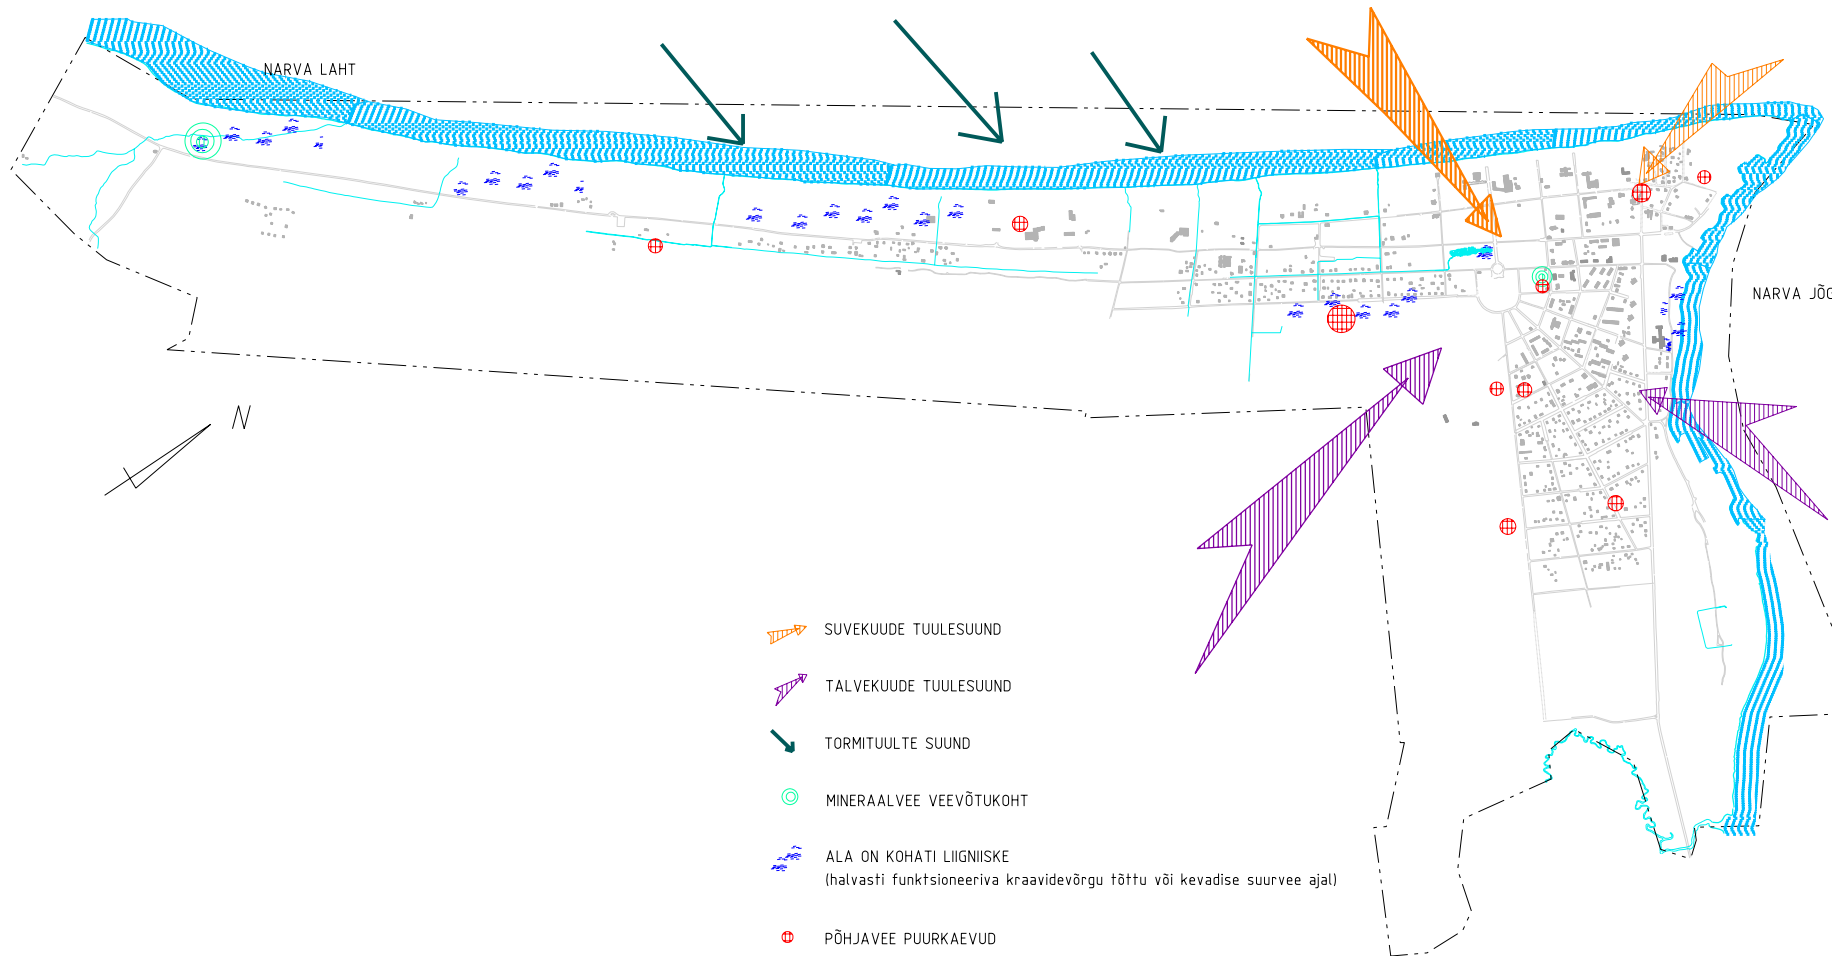 NARVA LAHT
NARVA JÕG
N
SUVEKUUDE TUULESUUND
TALVEKUUDE TUULESUUND
TORMITUULTE SUUND
MINERAALVEE VEEVÕTUKOHT
ALA ON KOHATI LIIGNIISKE
(halvasti funktsioneeriva kraavidevõrgu tõttu või kevadise suurvee ajal)
PÕHJAVEE PUURKAEVUD